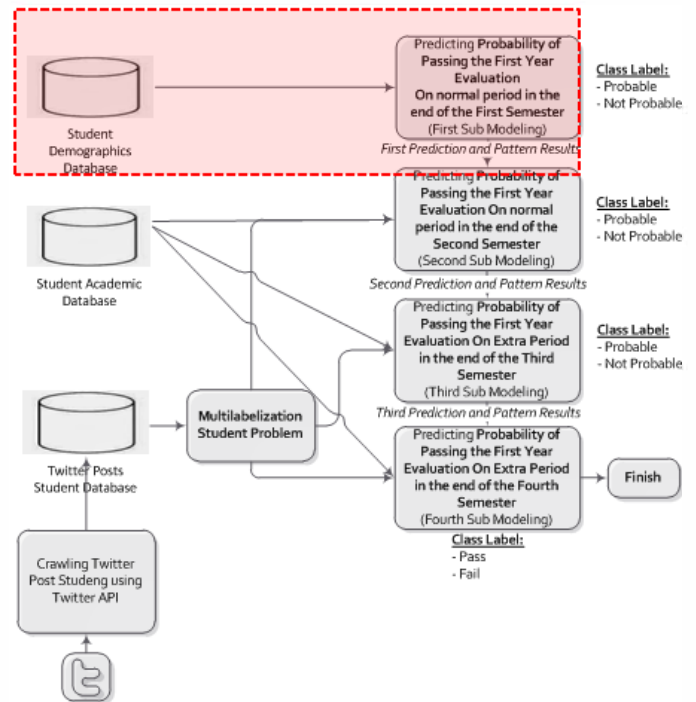 Predicting Probability of
Passing the First Year
Evaluation
On normal period in the
end of the First Semester
(First Sub Modeling)
Class Label:
- Probable
- Not Probable
Student
Demographics
Database
First Prediction and Pattern Results
Predicting Probability of
Passing the First Year
Evaluation On normal
period in the end of the
Second Semester
(Second Sub Modeling)
Class Label:
- Probable
- Not Probable
Student Academic
Database
Second Prediction and Pattern Results
Predicting Probability of
Passing the First Year
Evaluation On Extra Period
in the end of the Third
Semester
(Third Sub Modeling)
Class Label:
- Probable
- Not Probable
Third Prediction and Pattern Results
Multilabelization
Student Problem
Predicting Probability of
Passing the First Year
Evaluation On Extra Period
in the end of the Fourth
Semester
(Fourth Sub Modeling)
Finish
Twitter Posts
Student Database
Class Label:
- Pass
- Fail
Crawling Twitter
Post Studeng using
Twitter API